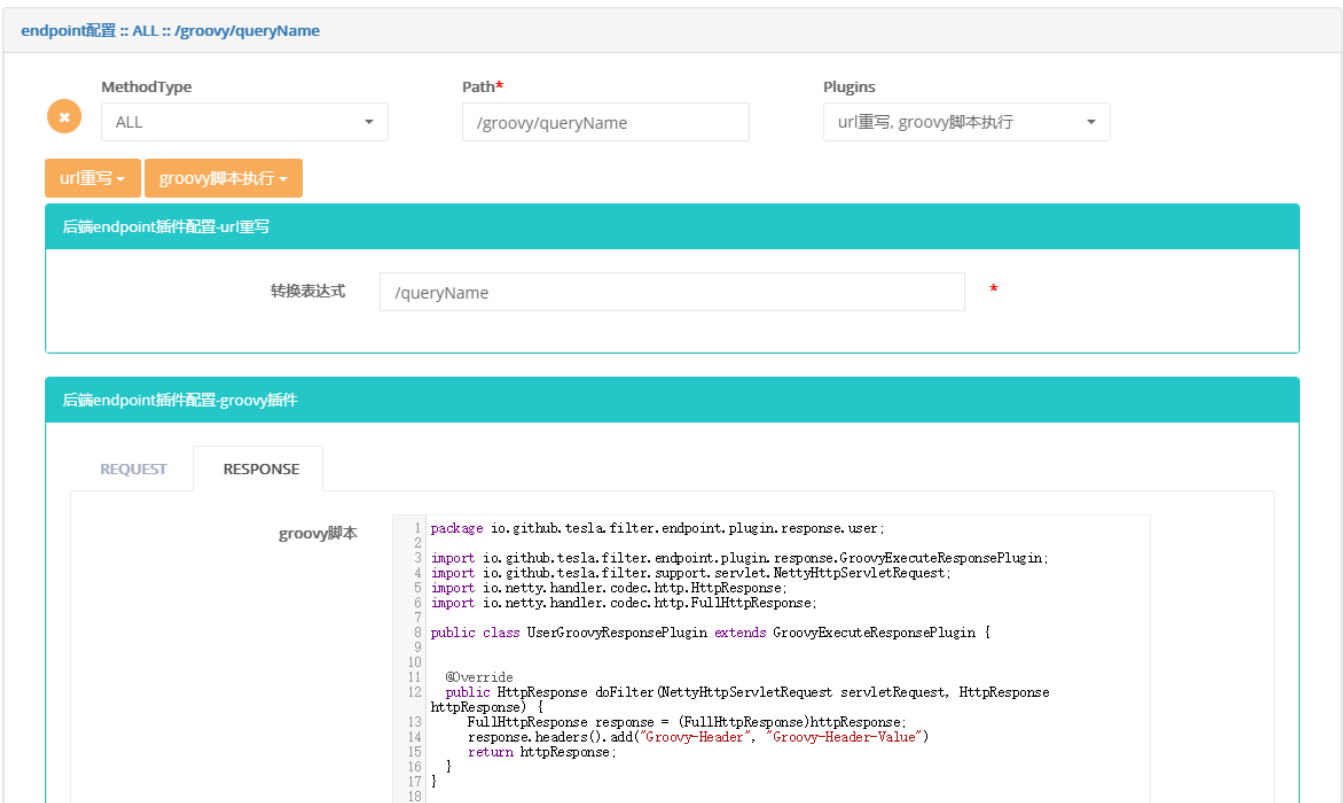 endpoint配置 :: ALL :: /groovy/queryName
MethodType
Path*
Plugins
ALL
/groovy/queryName
url重写, groovy脚本执行
url重写
groovy脚本执行
后端endpoint插件配置-url重写
转换表达式
/queryName
*
后端endpoint插件配置-groovy插件
REQUEST
RESPONSE
groovy脚本
1 package io.github.tesla.filter.endpoint.plugin.response.user;
2
3 import io.github.tesla.filter.endpoint.plugin.response.GroovyExecuteResponsePlugin;
4 import io.github.tesla.filter.support.servlet.NettyHttpServletRequest;
5 import io.netty.handler.codec.http.HttpResponse;
6 import io.netty.handler.codec.http.FullHttpResponse;
7
8 public class UserGroovyResponsePlugin extends GroovyExecuteResponsePlugin {
9
10
11 @Override
12 public HttpResponse doFilter(NettyHttpServletRequest servletRequest, HttpResponse
httpResponse) {
13 FullHttpResponse response = (FullHttpResponse)httpResponse;
14 response.headers().add("Groovy-Header", "Groovy-Header-Value")
15 return httpResponse;
16 }
17 }
18